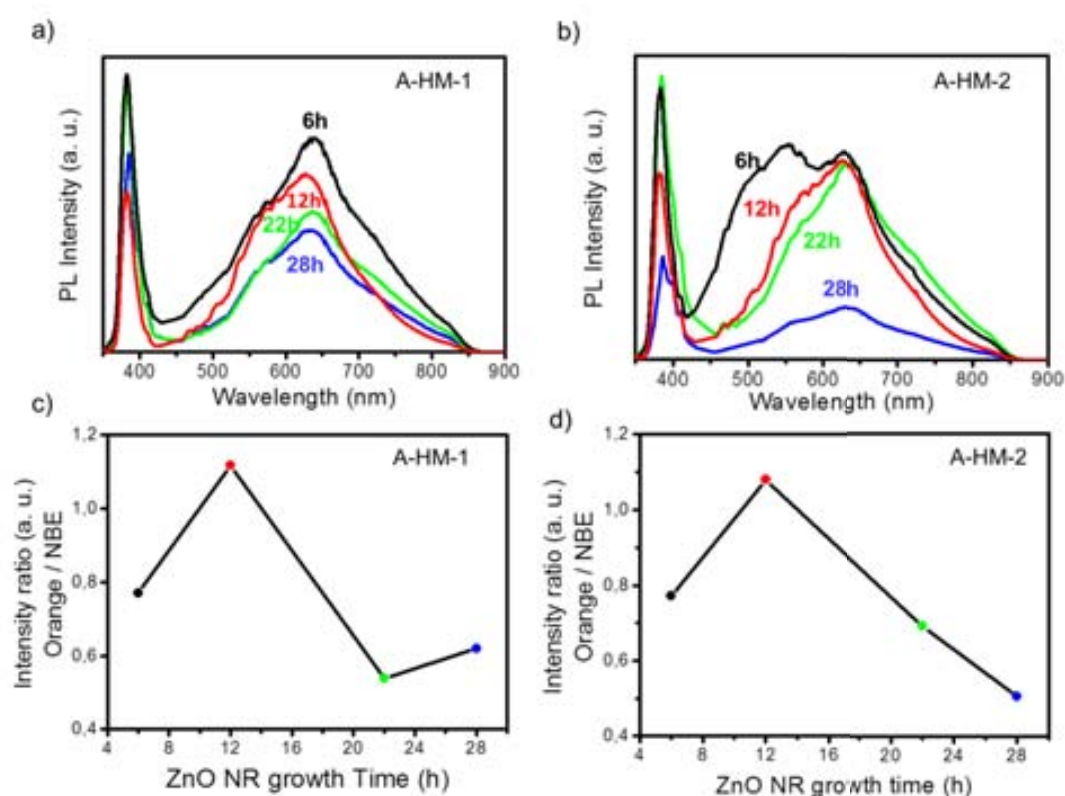 a)
A-HM-1
6h
12h
22h
28h
PL Intensity (a. u.)
400 500 600 700 800 900
Wavelength (nm)
b)
A-HM-2
6h
12h
22h
28h
PL Intensity (a. u.)
400 500 600 700 800 900
Wavelength (nm)
c)
A-HM-1
Intensity ratio (a. u.)
Orange / NBE
1,2
1,0
0,8
0,6
0,4
4 8 12 16 20 24 28
ZnO NR growth Time (h)
d)
A-HM-2
Intensity ratio (a. u.)
Orange / NBE
1,2
1,0
0,8
0,6
0,4
4 8 12 16 20 24 28
ZnO NR growth time (h)